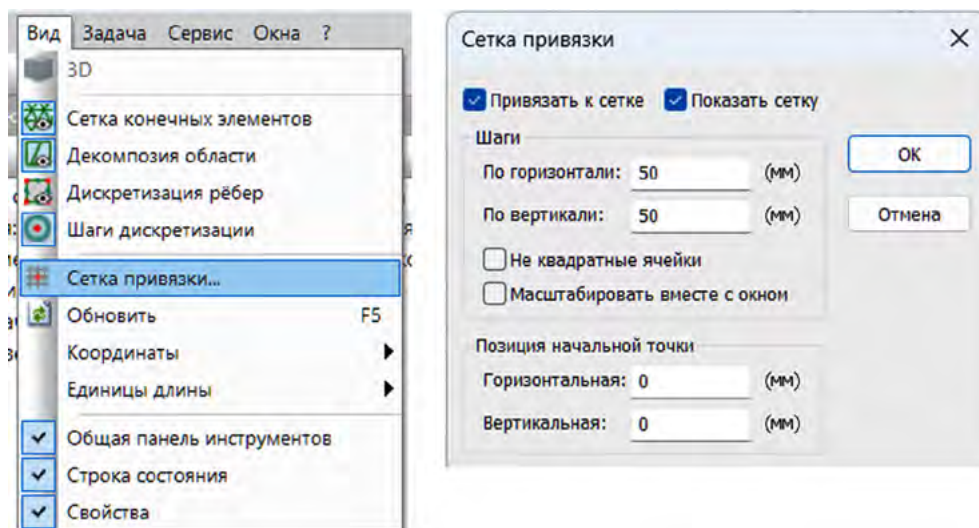 Вид Задача Сервис Окна ?
3D
Сетка конечных элементов
Декомпозия области
Дискретизация рёбер
Шаги дискретизации
Сетка привязки...
Обновить F5
Координаты
Единицы длины
Общая панель инструментов
Строка состояния
Свойства
Сетка привязки
Привязать к сетке Показать сетку
Шаги
По горизонтали: 50 (мм)
По вертикали: 50 (мм)
Не квадратные ячейки
Масштабировать вместе с окном
OK
Отмена
Позиция начальной точки
Горизонтальная: 0 (мм)
Вертикальная: 0 (мм)